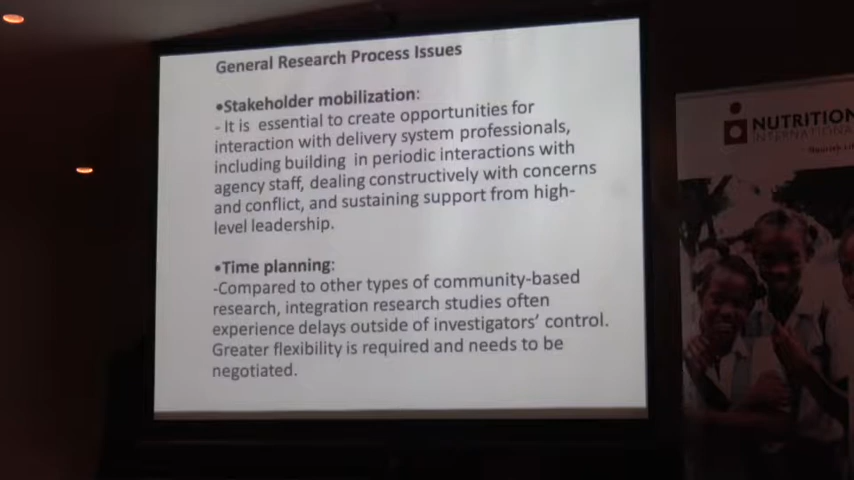 General Research Process Issues
•Stakeholder mobilization:
- It is essential to create opportunities for
interaction with delivery system professionals,
including building in periodic interactions with
agency staff, dealing constructively with concerns
and conflict, and sustaining support from high-
level leadership.
•Time planning:
-Compared to other types of community-based
research, integration research studies often
experience delays outside of investigators' control.
Greater flexibility is required and needs to be
negotiated.
NUTRITION
INTERNATIONAL